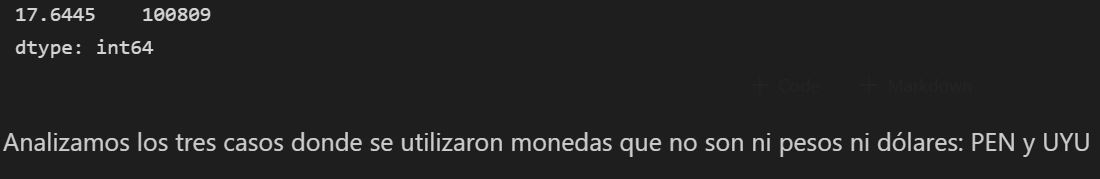 17.6445    100809
dtype: int64
+ Code + Markdown
Analizamos los tres casos donde se utilizaron monedas que no son ni pesos ni dólares: PEN y UYU